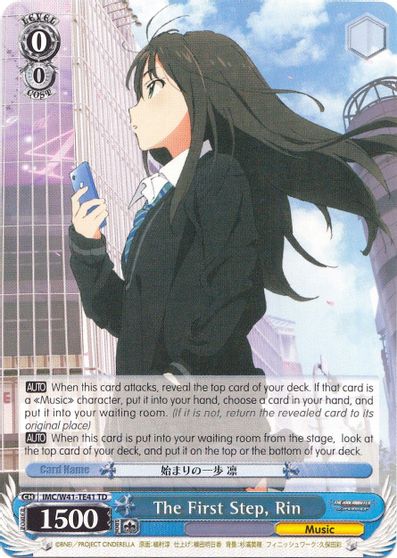 LEVEL
0
0
COST
AUTO When this card attacks, reveal the top card of your deck. If that card is
a «Music» character, put it into your hand, choose a card in your hand, and
put it into your waiting room. (If it is not, return the revealed card to its
original place)
AUTO When this card is put into your waiting room from the stage, look at the
top card of your deck, and put it on the top or the bottom of your deck.
Card Name
始まりの一歩 凛
CH IMC/W41-TE41 TD
1500
The First Step, Rin
Music
©BNEI / PROJECT CINDERELLA